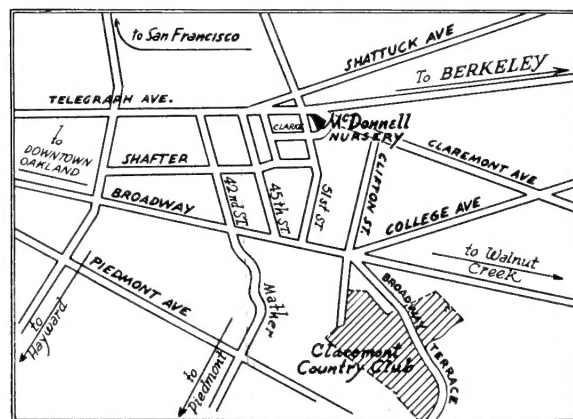 to San Francisco
SHATTUCK AVE
To BERKELEY
TELEGRAPH AVE.
CLARKE
McDonnell
NURSERY
to
DOWNTOWN
OAKLAND
SHAFTER
CLAREMONT AVE
BROADWAY
42nd ST.
45th ST.
51st ST
CLIFTON ST.
COLLEGE AVE
to Walnut
Creek
PIEDMONT AVE
Mather
BROADWAY TERRACE
to
Hayward
to
Piedmont
Claremont
Country Club